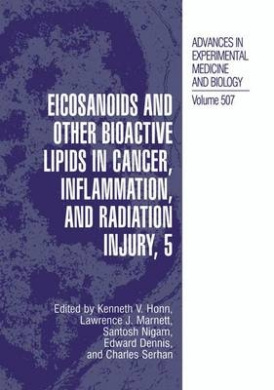 ADVANCES IN
EXPERIMENTAL
MEDICINE
AND BIOLOGY
Volume 507
EICOSANOIDS AND
OTHER BIOACTIVE
LIPIDS IN CANCER,
INFLAMMATION,
AND RADIATION
INJURY, 5
Edited by Kenneth V. Honn,
Lawrence J. Marnett,
Santosh Nigam,
Edward Dennis,
and Charles Serhan